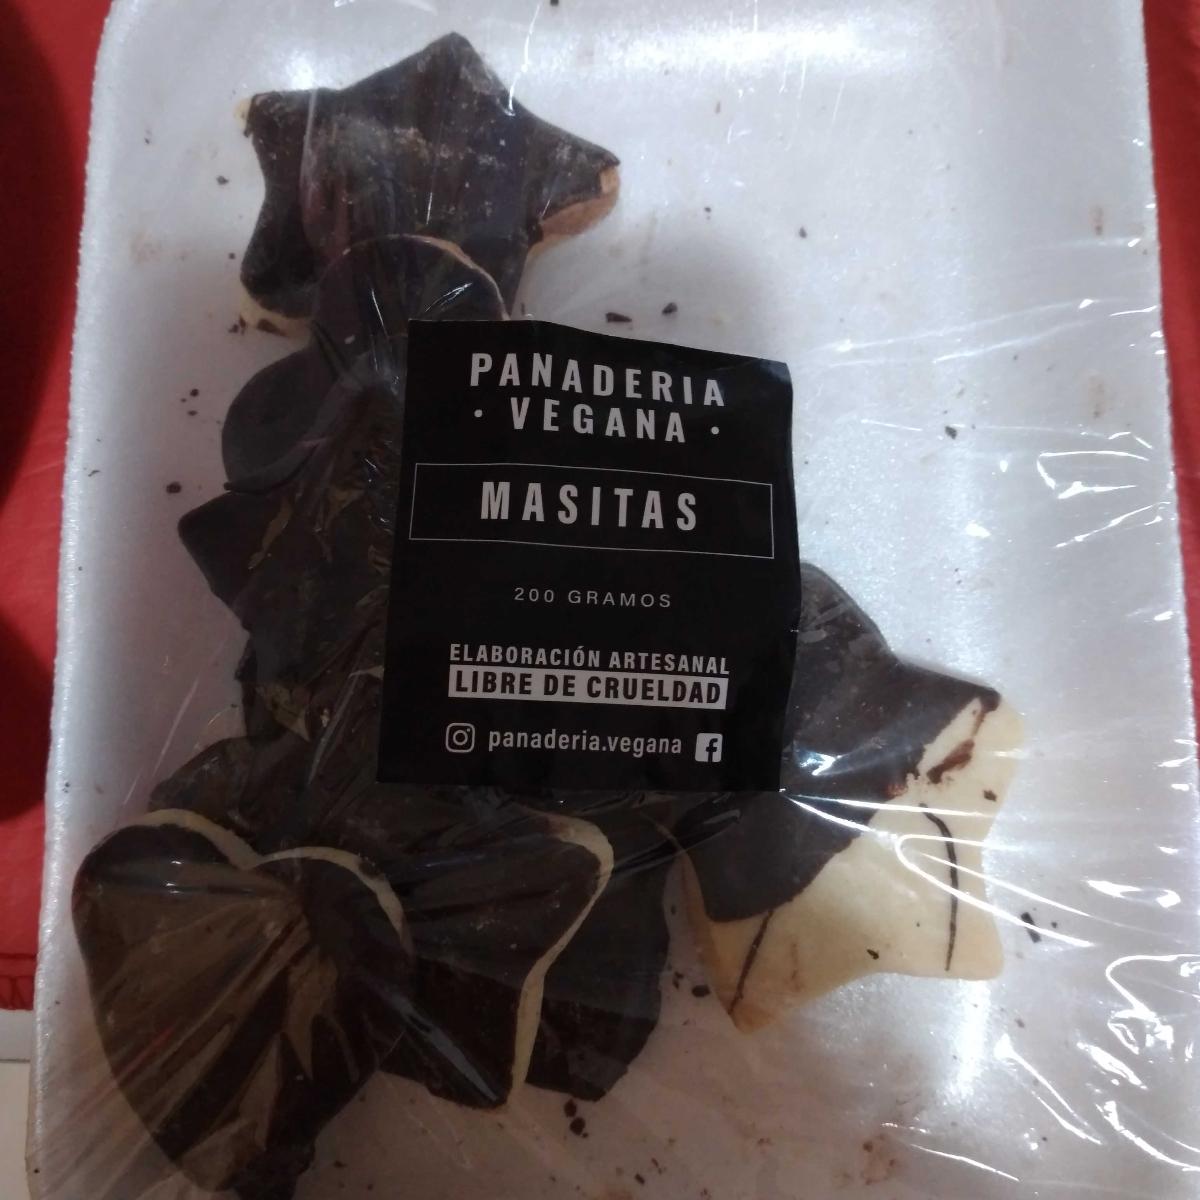 PANADERIA
· VEGANA ·
MASITAS
200 GRAMOS
ELABORACIÓN ARTESANAL
LIBRE DE CRUELDAD
panaderia.vegana